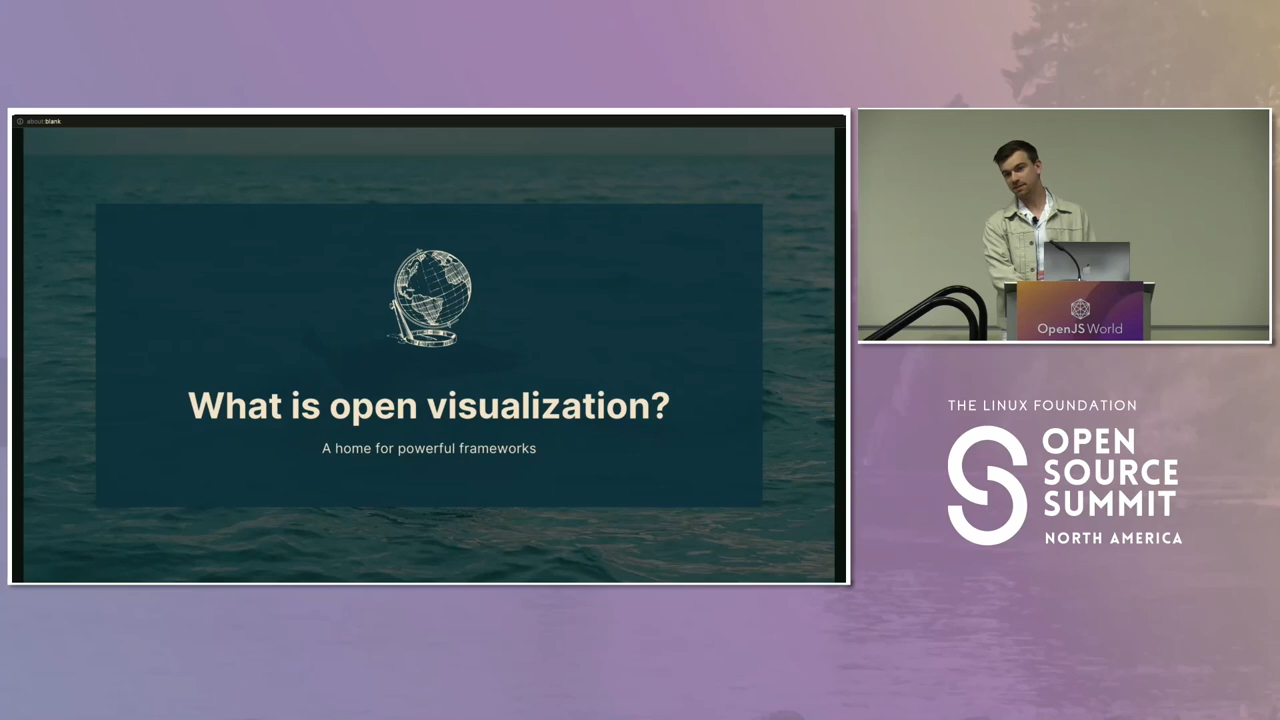 about:blank
What is open visualization?
A home for powerful frameworks
OpenJS World
THE LINUX FOUNDATION
OPEN
SOURCE
SUMMIT
NORTH AMERICA